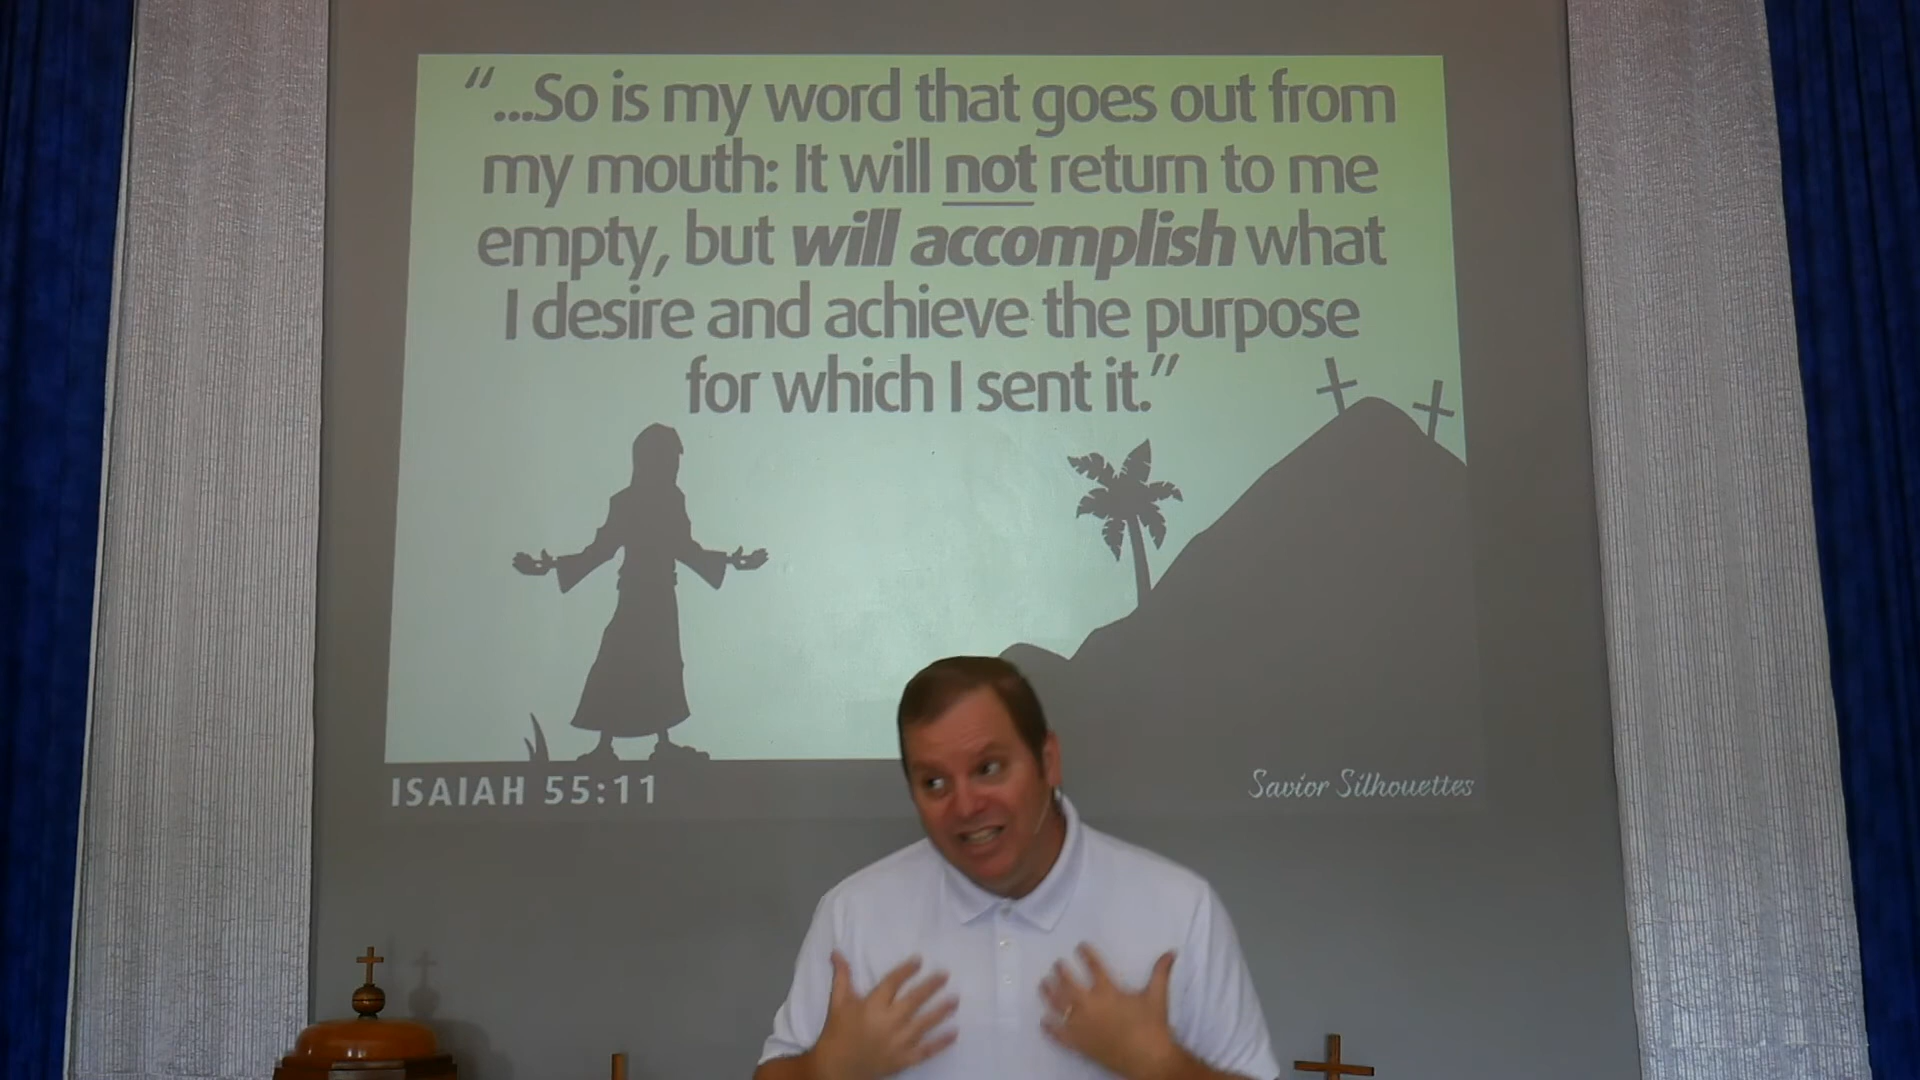 “...So is my word that goes out from
my mouth: It will not return to me
empty, but will accomplish what
I desire and achieve the purpose
for which I sent it.”
ISAIAH 55:11
Savior Silhouettes